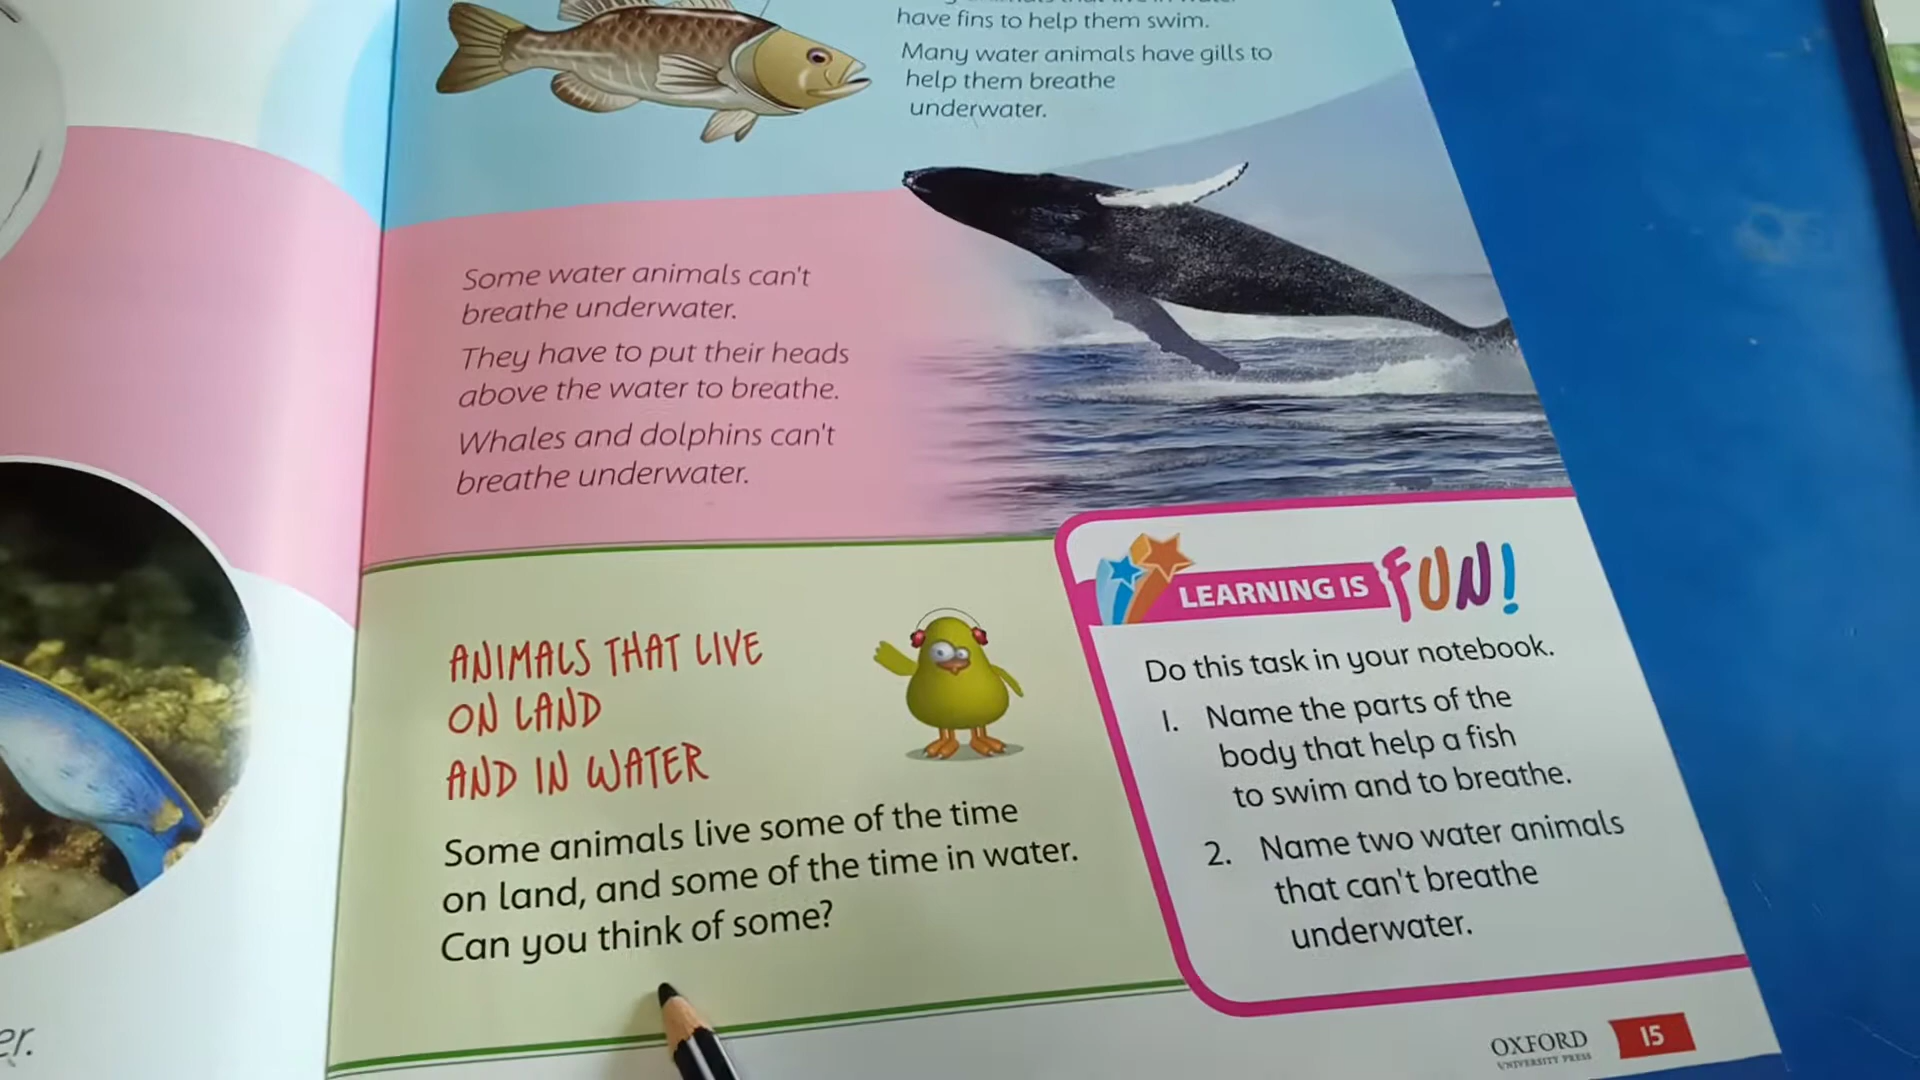 have fins to help them swim.
Many water animals have gills to
help them breathe
underwater.
Some water animals can't
breathe underwater.
They have to put their heads
above the water to breathe.
Whales and dolphins can't
breathe underwater.
ANIMALS THAT LIVE
ON LAND
AND IN WATER
Some animals live some of the time
on land, and some of the time in water.
Can you think of some?
LEARNING IS FUN!
Do this task in your notebook.
1. Name the parts of the
body that help a fish
to swim and to breathe.
2. Name two water animals
that can't breathe
underwater.
OXFORD
UNIVERSITY PRESS
15